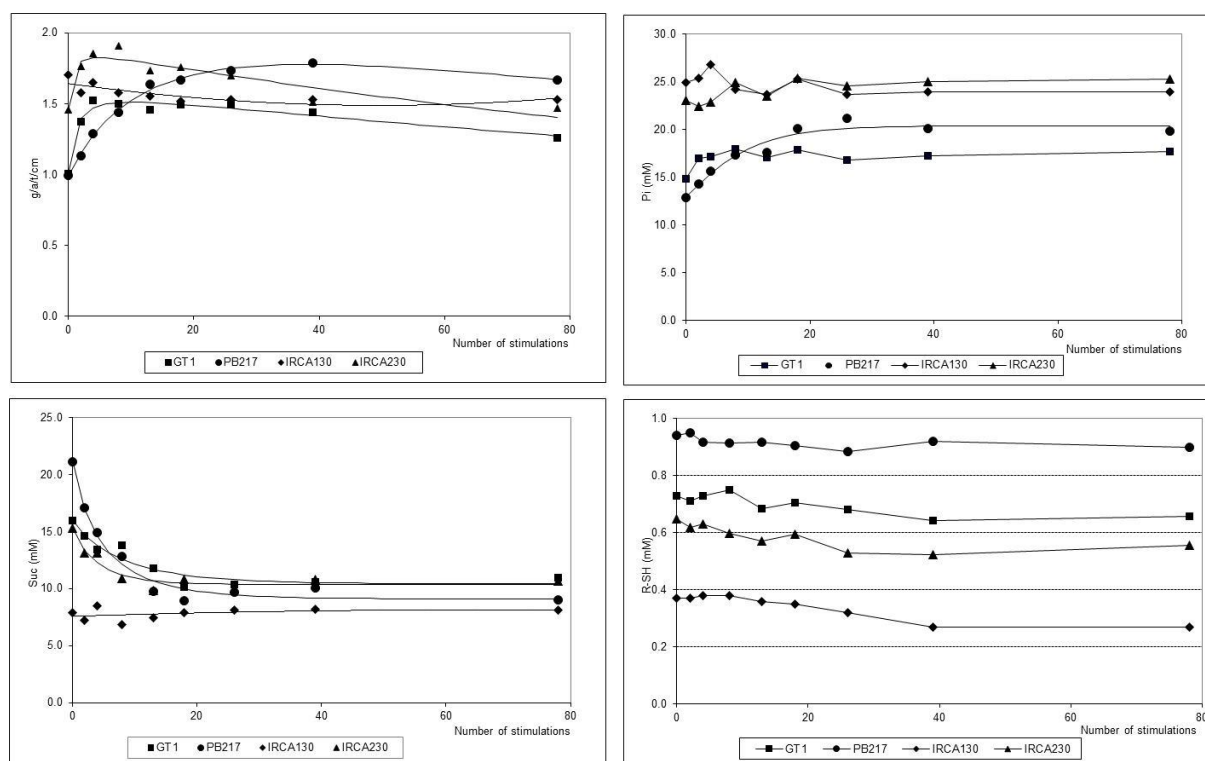 2.0
1.5
1.0
0.5
0.0
g/a/t/cm
0 20 40 60 80
Number of stimulations
GT1 PB217 IRCA130 IRCA230
30.0
25.0
20.0
15.0
10.0
5.0
0.0
Pi (mM)
0 20 40 60 80
Number of stimulations
GT1 PB217 IRCA130 IRCA230
25.0
20.0
15.0
10.0
5.0
0.0
Suc (mM)
0 20 40 60 80
Number of stimulations
GT1 PB217 IRCA130 IRCA230
1.0
0.8
0.6
0.4
0.2
0.0
R-SH (mM)
0 20 40 60 80
Number of stimulations
GT1 PB217 IRCA130 IRCA230